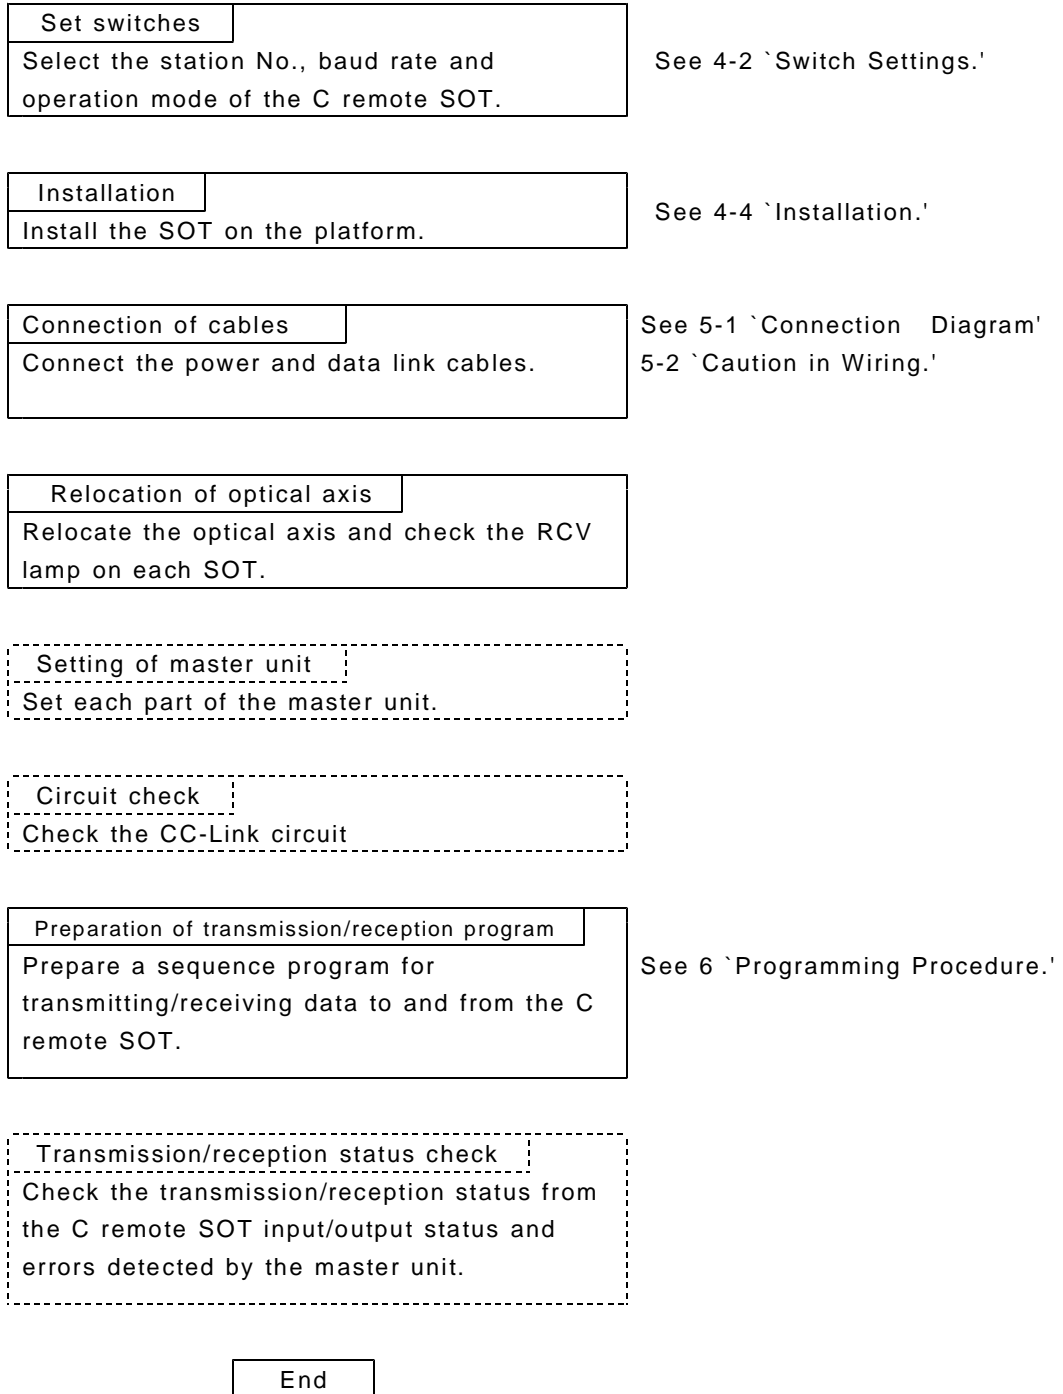 Set switches
Select the station No., baud rate and
See 4-2 `Switch Settings.'
operation mode of the C remote SOT.
Installation
See 4-4 `Installation.'
Install the SOT on the platform.
Connection of cables
See 5-1 `Connection Diagram'
Connect the power and data link cables.
5-2 `Caution in Wiring.'
Relocation of optical axis
Relocate the optical axis and check the RCV
lamp on each SOT.
Setting of master unit
Set each part of the master unit.
Circuit check
Check the CC-Link circuit
Preparation of transmission/reception program
Prepare a sequence program for
See 6 `Programming Procedure.'
transmitting/receiving data to and from the C
remote SOT.
Transmission/reception status check
Check the transmission/reception status from
the C remote SOT input/output status and
errors detected by the master unit.
End